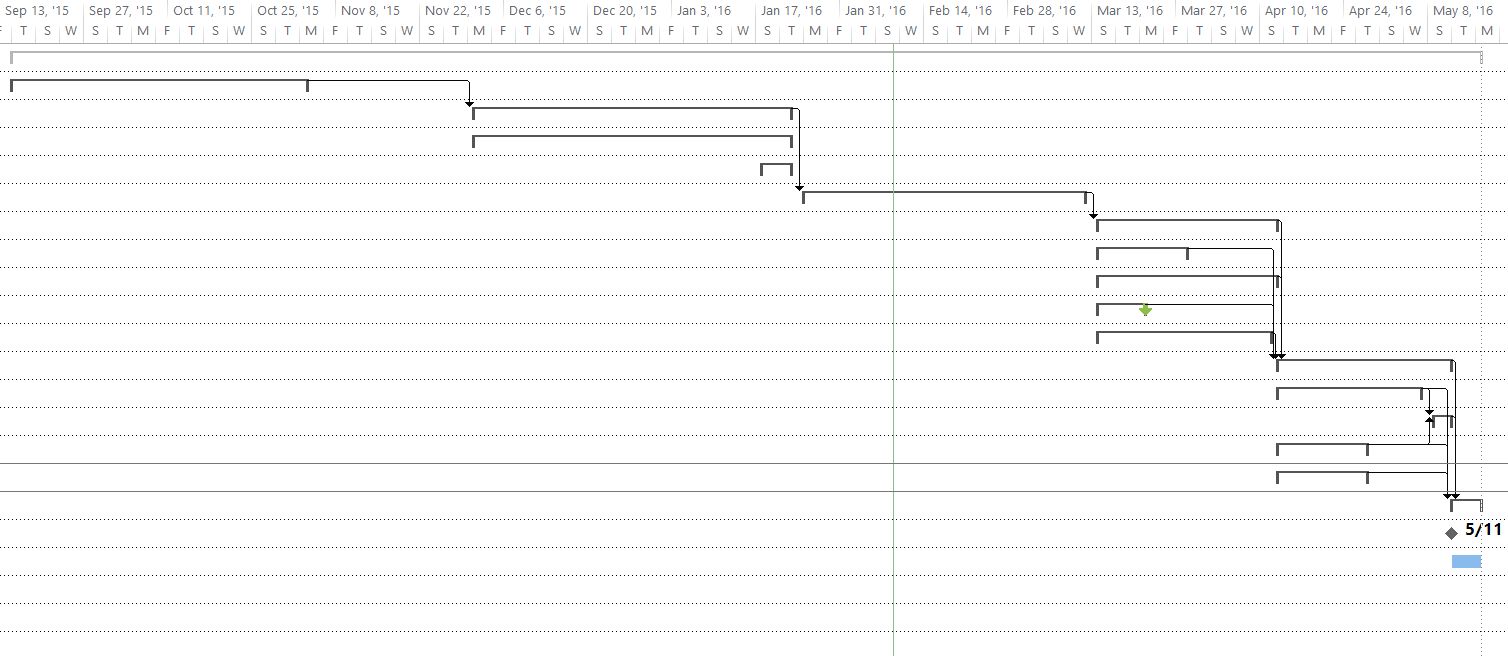 Sep 13, '15 Sep 27, '15 Oct 11, '15 Oct 25, '15 Nov 8, '15 Nov 22, '15 Dec 6, '15 Dec 20, '15 Jan 3, '16 Jan 17, '16 Jan 31, '16 Feb 14, '16 Feb 28, '16 Mar 13, '16 Mar 27, '16 Apr 10, '16 Apr 24, '16 May 8, '16
F T S W S T M F T S W S T M F T S W S T M F T S W S T M F T S W S T M F T S W S T M F T S W S T M F T S W S T M F T S W S T M
5/11